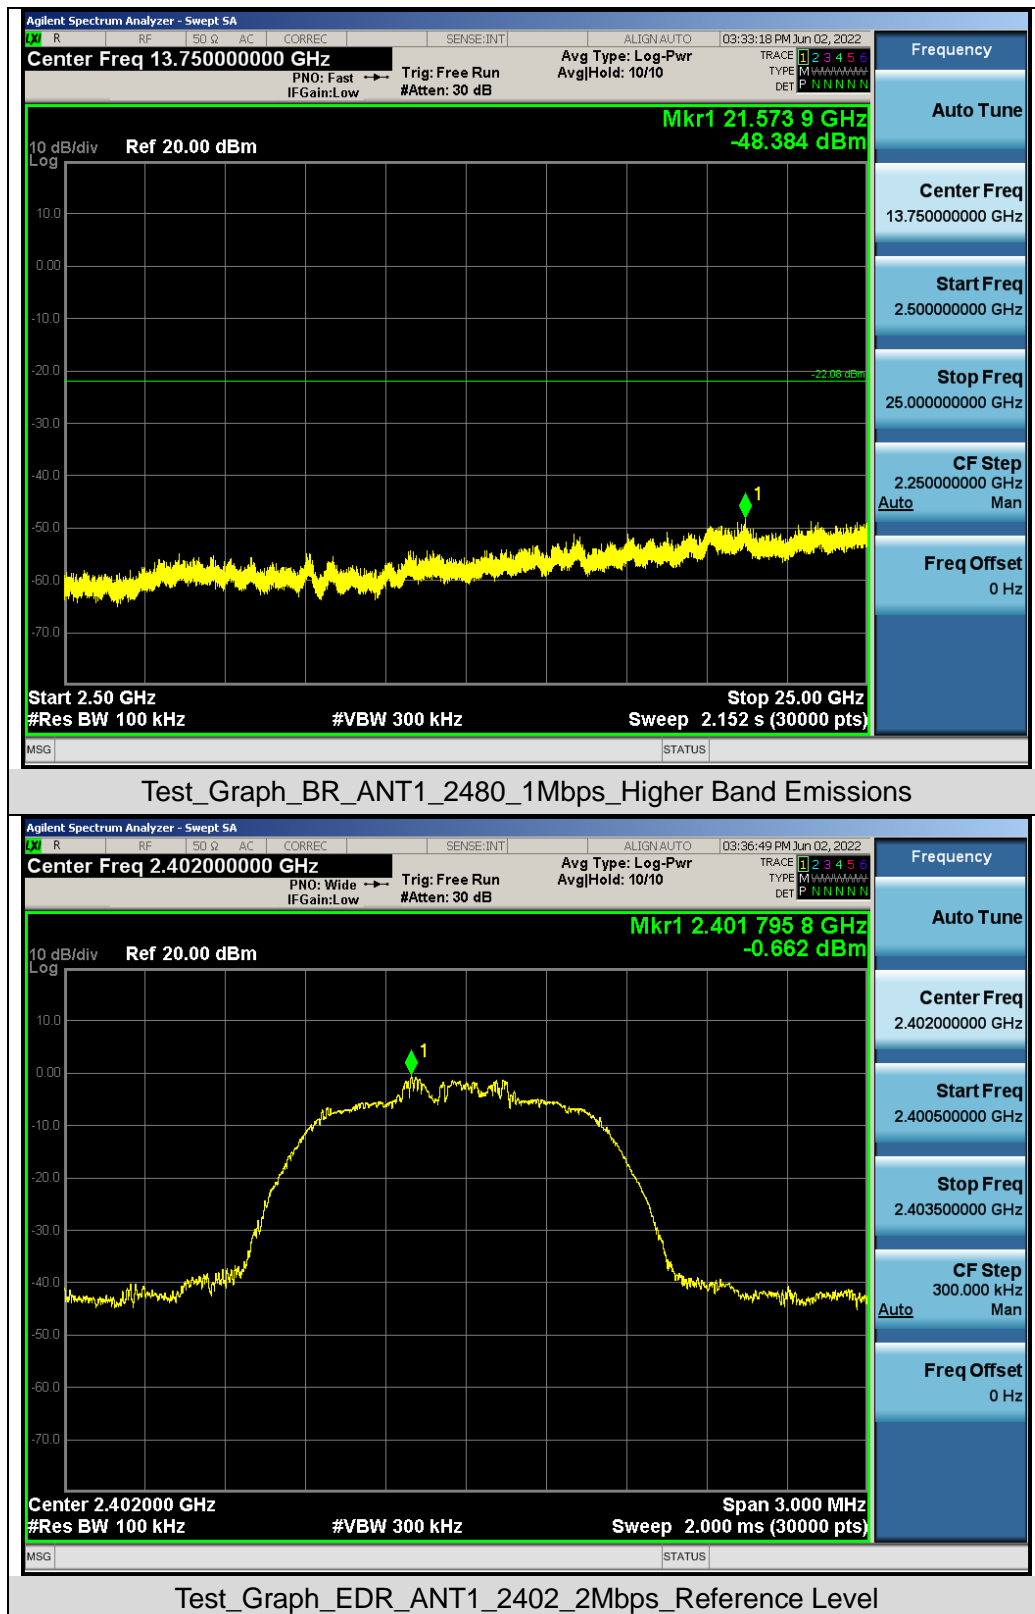 Agilent Spectrum Analyzer - Swept SA
LXI R RF 50 Ω AC CORREC SENSE:INT ALIGN AUTO 03:33:18 PM Jun 02, 2022
Center Freq 13.750000000 GHz
PNO: Fast
IFGain:Low
Trig: Free Run
#Atten: 30 dB
Avg Type: Log-Pwr
Avg|Hold: 10/10
TRACE 1 2 3 4 5 6
TYPE M
DET P N N N N N
Mkr1 21.573 9 GHz
-48.384 dBm
10 dB/div Ref 20.00 dBm
Log
10.0
0.00
-10.0
-20.0
-22.08 dBm
-30.0
-40.0
1
-50.0
-60.0
-70.0
Start 2.50 GHz Stop 25.00 GHz
#Res BW 100 kHz #VBW 300 kHz Sweep 2.152 s (30000 pts)
MSG STATUS
Frequency
Auto Tune
Center Freq
13.750000000 GHz
Start Freq
2.500000000 GHz
Stop Freq
25.000000000 GHz
CF Step
2.250000000 GHz
Auto Man
Freq Offset
0 Hz
Test_Graph_BR_ANT1_2480_1Mbps_Higher Band Emissions
Agilent Spectrum Analyzer - Swept SA
LXI R RF 50 Ω AC CORREC SENSE:INT ALIGN AUTO 03:36:49 PM Jun 02, 2022
Center Freq 2.402000000 GHz
PNO: Wide
IFGain:Low
Trig: Free Run
#Atten: 30 dB
Avg Type: Log-Pwr
Avg|Hold: 10/10
TRACE 1 2 3 4 5 6
TYPE M
DET P N N N N N
Mkr1 2.401 795 8 GHz
-0.662 dBm
10 dB/div Ref 20.00 dBm
Log
10.0
1
0.00
-10.0
-20.0
-30.0
-40.0
-50.0
-60.0
-70.0
Center 2.402000 GHz Span 3.000 MHz
#Res BW 100 kHz #VBW 300 kHz Sweep 2.000 ms (30000 pts)
MSG STATUS
Frequency
Auto Tune
Center Freq
2.402000000 GHz
Start Freq
2.400500000 GHz
Stop Freq
2.403500000 GHz
CF Step
300.000 kHz
Auto Man
Freq Offset
0 Hz
Test_Graph_EDR_ANT1_2402_2Mbps_Reference Level